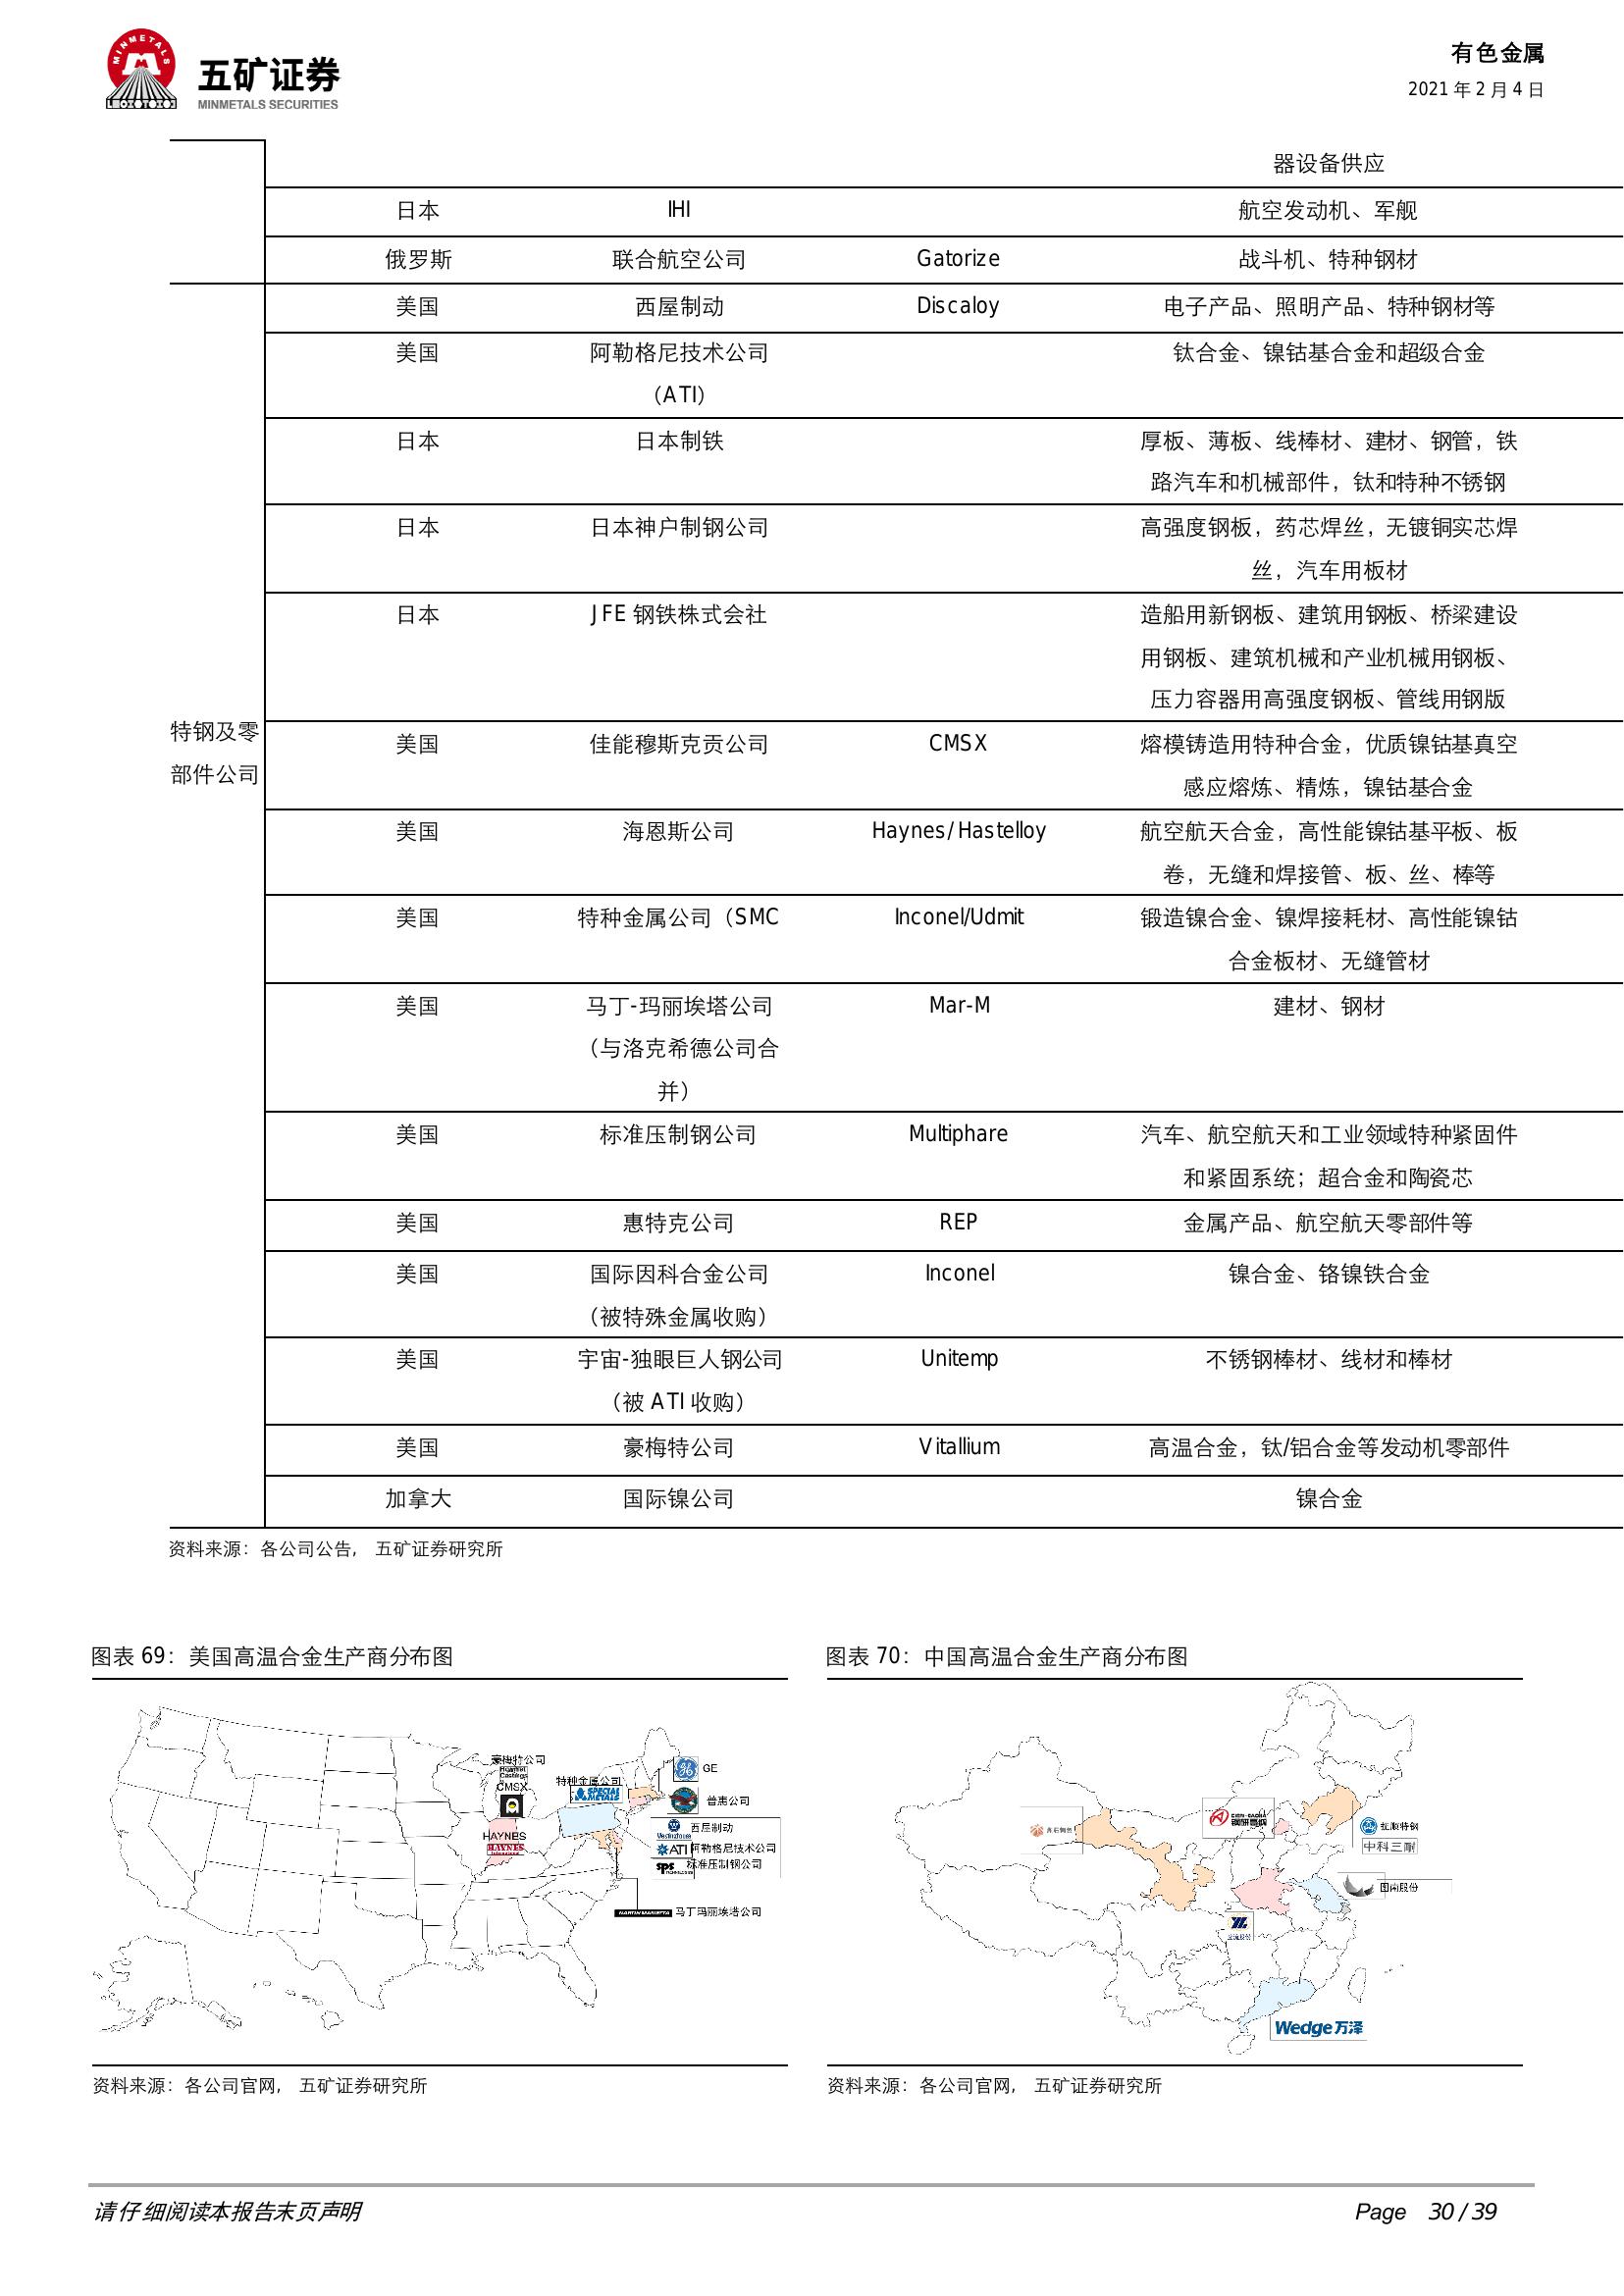 MINMETALS
五矿证券
MINMETALS SECURITIES
有色金属
2021 年 2 月 4 日
器设备供应
日本 IHI 航空发动机、军舰
俄罗斯 联合航空公司 Gatorize 战斗机、特种钢材
特钢及零
部件公司
美国 西屋制动 Discaloy 电子产品、照明产品、特种钢材等
美国 阿勒格尼技术公司 钛合金、镍钴基合金和超级合金
（ATI）
日本 日本制铁 厚板、薄板、线棒材、建材、钢管，铁
路汽车和机械部件，钛和特种不锈钢
日本 日本神户制钢公司 高强度钢板，药芯焊丝，无镀铜实芯焊
丝，汽车用板材
日本 JFE 钢铁株式会社 造船用新钢板、建筑用钢板、桥梁建设
用钢板、建筑机械和产业机械用钢板、
压力容器用高强度钢板、管线用钢版
美国 佳能穆斯克贡公司 CMSX 熔模铸造用特种合金，优质镍钴基真空
感应熔炼、精炼，镍钴基合金
美国 海恩斯公司 Haynes/Hastelloy 航空航天合金，高性能镍钴基平板、板
卷，无缝和焊接管、板、丝、棒等
美国 特种金属公司（SMC Inconel/Udmit 锻造镍合金、镍焊接耗材、高性能镍钴
合金板材、无缝管材
美国 马丁-玛丽埃塔公司 Mar-M 建材、钢材
（与洛克希德公司合
并）
美国 标准压制钢公司 Multiphare 汽车、航空航天和工业领域特种紧固件
和紧固系统；超合金和陶瓷芯
美国 惠特克公司 REP 金属产品、航空航天零部件等
美国 国际因科合金公司 Inconel 镍合金、铬镍铁合金
（被特殊金属收购）
美国 宇宙-独眼巨人钢公司 Unitemp 不锈钢棒材、线材和棒材
（被 ATI 收购）
美国 豪梅特公司 Vitallium 高温合金，钛/铝合金等发动机零部件
加拿大 国际镍公司 镍合金
资料来源：各公司公告， 五矿证券研究所
图表 69：美国高温合金生产商分布图
豪梅特公司
Howmet
Castings
CMSX
特种金属公司
SPECIAL
METALS
GE
普惠公司
HAYNES
HAYNES
Westinghouse
西屋制动
ATI
阿勒格尼技术公司
sps
标准压制钢公司
MARTIN MARIETTA
马丁玛丽埃塔公司
资料来源：各公司官网， 五矿证券研究所
图表 70：中国高温合金生产商分布图
钢研高纳
抚顺特钢
中科三耐
图南股份
Wedge万泽
资料来源：各公司官网， 五矿证券研究所
请仔细阅读本报告末页声明
Page 30 / 39